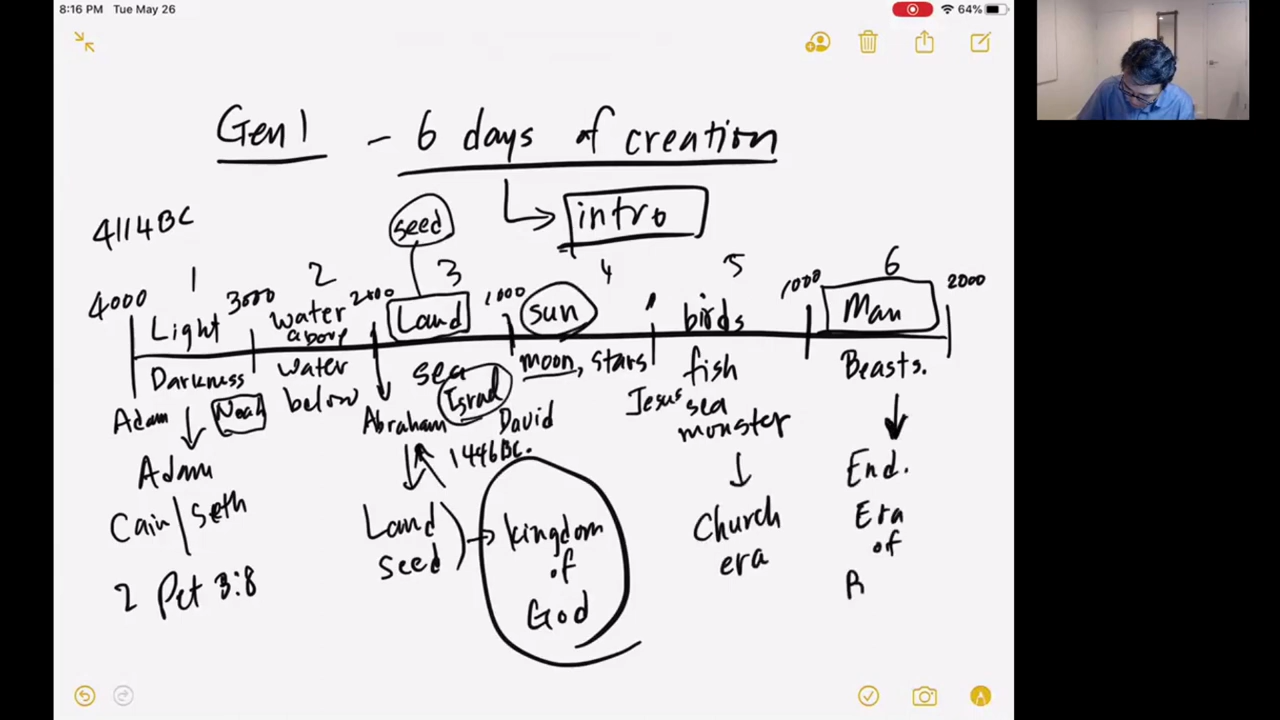 8:16 PM Tue May 26
64%
Gen 1 - 6 days of creation
intro
4114BC
seed
1 2 3 4 5 6
4000 3000 1000 1000 2000
Light water above Land sun birds Man
Darkness water below sea moon, stars fish sea monster Beasts.
Adam Noah Abraham Israel David Jesus
1446BC.
Adam
Cain / Seth
2 Pet 3:8
Land
seed
kingdom
of
God
Church
era
End.
Era
of
B